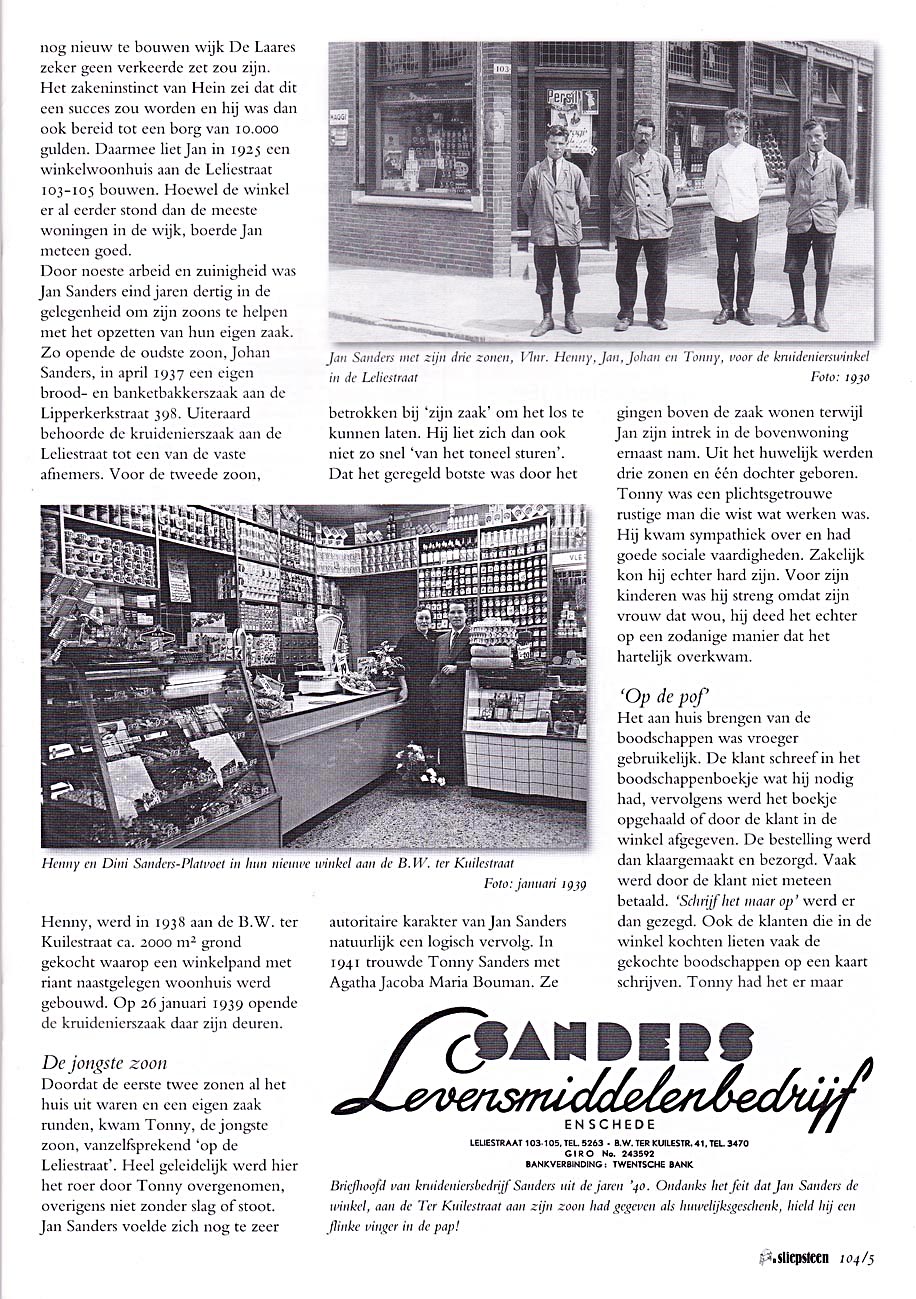 nog nieuw te bouwen wijk De Laares
zeker geen verkeerde zet zou zijn.
Het zakeninstinct van Hein zei dat dit
een succes zou worden en hij was dan
ook bereid tot een borg van 10.000
gulden. Daarmee liet Jan in 1925 een
winkelwoonhuis aan de Leliestraat
103-105 bouwen. Hoewel de winkel
er al eerder stond dan de meeste
woningen in de wijk, boerde Jan
meteen goed.
Door noeste arbeid en zuinigheid was
Jan Sanders eind jaren dertig in de
gelegenheid om zijn zoons te helpen
met het opzetten van hun eigen zaak.
Zo opende de oudste zoon, Johan
Sanders, in april 1937 een eigen
brood- en banketbakkerszaak aan de
Lipperkerkstraat 398. Uiteraard
behoorde de kruidenierszaak aan de
Leliestraat tot een van de vaste
afnemers. Voor de tweede zoon,
103
Persil
MAGGI
Jan Sanders met zijn drie zonen, Vlnr. Henny, Jan, Johan en Tonny, voor de kruidenierswinkel
in de Leliestraat
Foto: 1930
betrokken bij ‘zijn zaak’ om het los te
kunnen laten. Hij liet zich dan ook
niet zo snel ‘van het toneel sturen’.
Dat het geregeld botste was door het
gingen boven de zaak wonen terwijl
Jan zijn intrek in de bovenwoning
ernaast nam. Uit het huwelijk werden
drie zonen en één dochter geboren.
Tonny was een plichtsgetrouwe
rustige man die wist wat werken was.
Hij kwam sympathiek over en had
goede sociale vaardigheden. Zakelijk
kon hij echter hard zijn. Voor zijn
kinderen was hij streng omdat zijn
vrouw dat wou, hij deed het echter
op een zodanige manier dat het
hartelijk overkwam.
‘Op de pof’
Het aan huis brengen van de
boodschappen was vroeger
gebruikelijk. De klant schreef in het
boodschappenboekje wat hij nodig
had, vervolgens werd het boekje
opgehaald of door de klant in de
winkel afgegeven. De bestelling werd
dan klaargemaakt en bezorgd. Vaak
werd door de klant niet meteen
betaald. ‘Schrijf het maar op’ werd er
dan gezegd. Ook de klanten die in de
winkel kochten lieten vaak de
gekochte boodschappen op een kaart
schrijven. Tonny had het er maar
Henny en Dini Sanders-Platvoet in hun nieuwe winkel aan de B.W. ter Kuilestraat
Foto: januari 1939
Henny, werd in 1938 aan de B.W. ter
Kuilestraat ca. 2000 m² grond
gekocht waarop een winkelpand met
riant naastgelegen woonhuis werd
gebouwd. Op 26 januari 1939 opende
de kruidenierszaak daar zijn deuren.
De jongste zoon
Doordat de eerste twee zonen al het
huis uit waren en een eigen zaak
runden, kwam Tonny, de jongste
zoon, vanzelfsprekend ‘op de
Leliestraat’. Heel geleidelijk werd hier
het roer door Tonny overgenomen,
overigens niet zonder slag of stoot.
Jan Sanders voelde zich nog te zeer
autoritaire karakter van Jan Sanders
natuurlijk een logisch vervolg. In
1941 trouwde Tonny Sanders met
Agatha Jacoba Maria Bouman. Ze
SANDERS
Levensmiddelenbedrijf
ENSCHEDE
LELIESTRAAT 103-105, TEL. 5263 - B.W. TER KUILESTR. 41, TEL. 3470
GIRO No. 243592
BANKVERBINDING: TWENTSCHE BANK
Briefhoofd van kruideniersbedrijf Sanders uit de jaren ’40. Ondanks het feit dat Jan Sanders de
winkel, aan de Ter Kuilestraat aan zijn zoon had gegeven als huwelijksgeschenk, hield hij een
flinke vinger in de pap!
sliepsteen 104/5